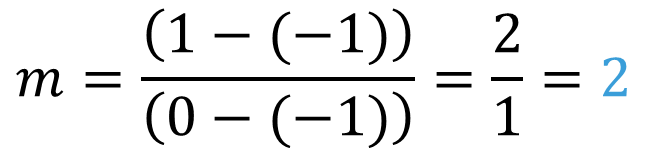 m = (1 − (−1)) / (0 − (−1)) = 2/1 = 2